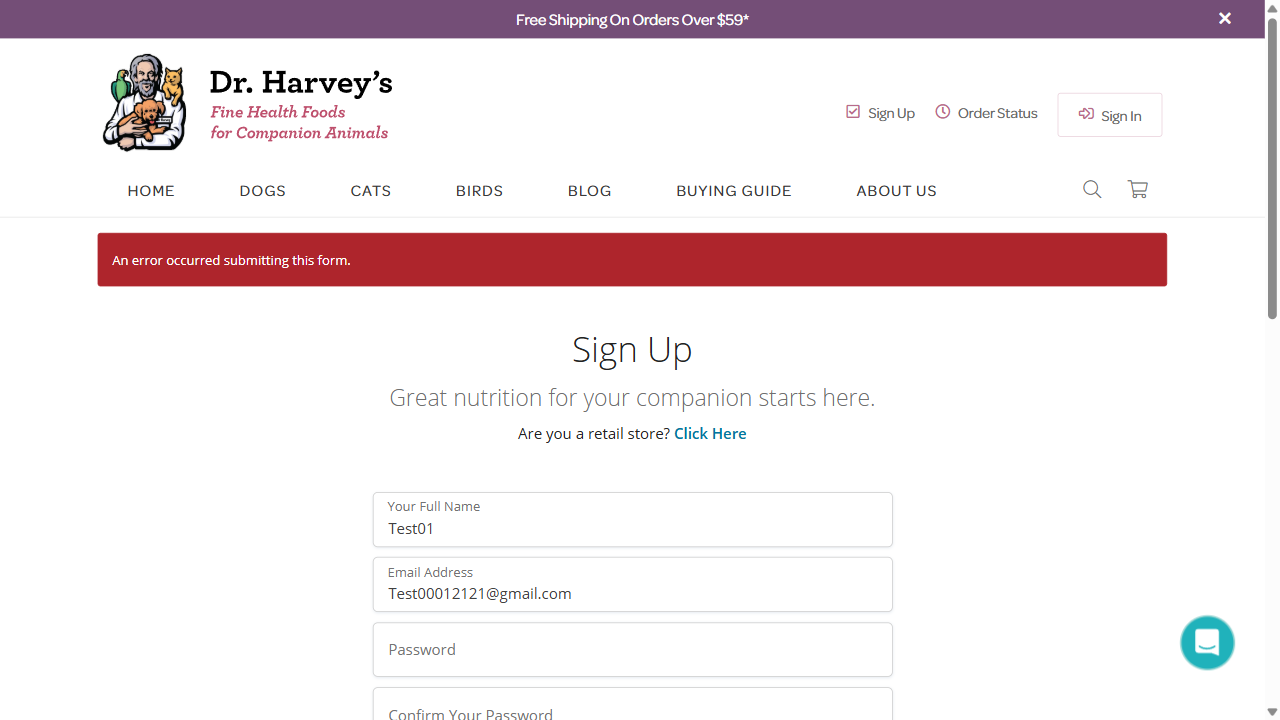 Free Shipping On Orders Over $59*
Dr. Harvey's
Fine Health Foods
for Companion Animals
Sign Up
Order Status
Sign In
HOME
DOGS
CATS
BIRDS
BLOG
BUYING GUIDE
ABOUT US
An error occurred submitting this form.
Sign Up
Great nutrition for your companion starts here.
Are you a retail store? Click Here
Your Full Name
Test01
Email Address
Test00012121@gmail.com
Password
Confirm Your Password